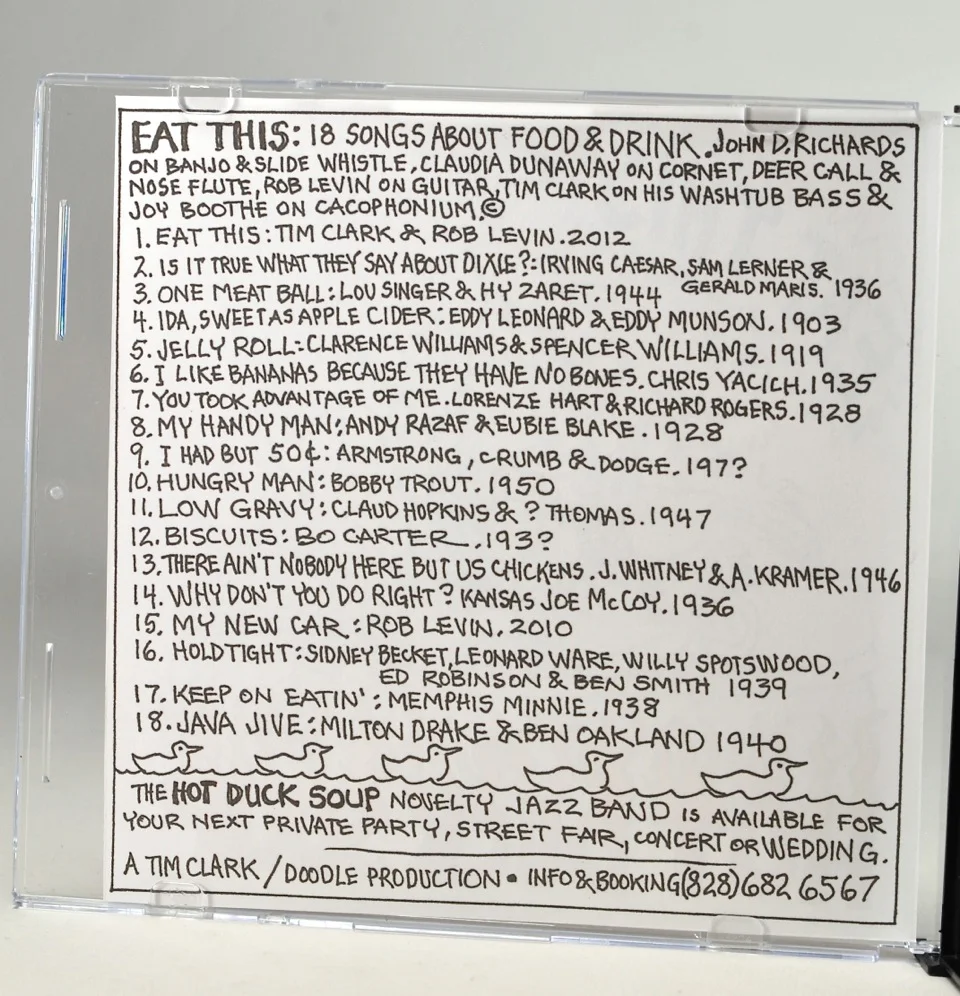 EAT THIS: 18 SONGS ABOUT FOOD & DRINK. JOHN D. RICHARDS
ON BANJO & SLIDE WHISTLE, CLAUDIA DUNAWAY ON CORNET, DEER CALL &
NOSE FLUTE, ROB LEVIN ON GUITAR, TIM CLARK ON HIS WASHTUB BASS &
JOY BOOTHE ON CACOPHONIUM. ©
1. EAT THIS: TIM CLARK & ROB LEVIN. 2012
2. IS IT TRUE WHAT THEY SAY ABOUT DIXIE?: IRVING CAESAR, SAM LERNER &
GERALD MARIS. 1936
3. ONE MEAT BALL: LOU SINGER & HY ZARET. 1944
4. IDA, SWEET AS APPLE CIDER: EDDY LEONARD & EDDY MUNSON. 1903
5. JELLY ROLL: CLARENCE WILLIAMS & SPENCER WILLIAMS. 1919
6. I LIKE BANANAS BECAUSE THEY HAVE NO BONES. CHRIS YACICH. 1935
7. YOU TOOK ADVANTAGE OF ME. LORENZE HART & RICHARD ROGERS. 1928
8. MY HANDY MAN: ANDY RAZAF & EUBIE BLAKE. 1928
9. I HAD BUT 50¢: ARMSTRONG, CRUMB & DODGE. 197?
10. HUNGRY MAN: BOBBY TROUT. 1950
11. LOW GRAVY: CLAUD HOPKINS & ? THOMAS. 1947
12. BISCUITS: BO CARTER. 193?
13. THERE AIN'T NOBODY HERE BUT US CHICKENS. J. WHITNEY & A. KRAMER. 1946
14. WHY DON'T YOU DO RIGHT? KANSAS JOE McCOY. 1936
15. MY NEW CAR: ROB LEVIN. 2010
16. HOLD TIGHT: SIDNEY BECKET, LEONARD WARE, WILLY SPOTSWOOD,
ED ROBINSON & BEN SMITH 1939
17. KEEP ON EATIN': MEMPHIS MINNIE. 1938
18. JAVA JIVE: MILTON DRAKE & BEN OAKLAND 1940
THE HOT DUCK SOUP NOVELTY JAZZ BAND IS AVAILABLE FOR
YOUR NEXT PRIVATE PARTY, STREET FAIR, CONCERT OR WEDDING.
A TIM CLARK / DOODLE PRODUCTION • INFO & BOOKING (828) 682 6567